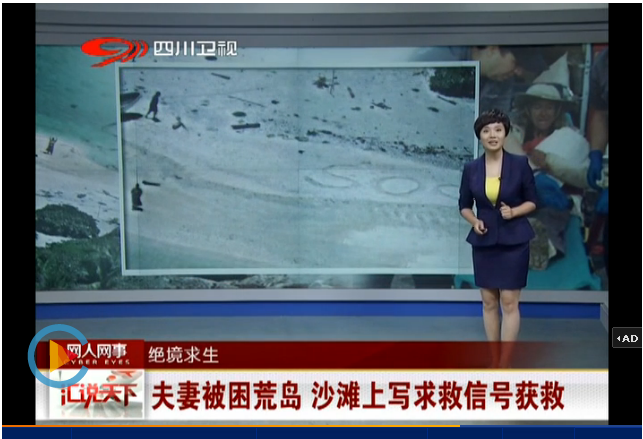 四川卫视
SOS
网人网事
CYBER EYES
绝境求生
汇说天下
夫妻被困荒岛 沙滩上写求救信号获救
AD